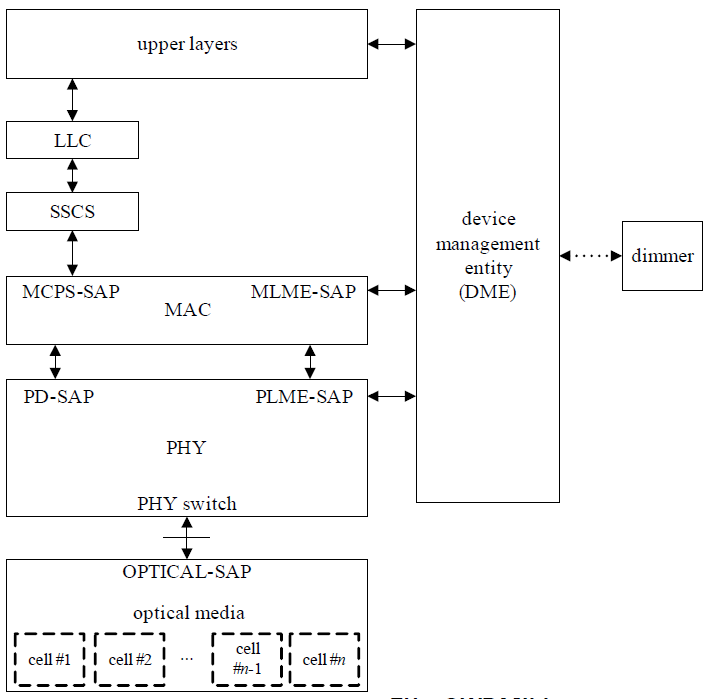 upper layers
LLC
SSCS
MCPS-SAP MLME-SAP
MAC
PD-SAP PLME-SAP
PHY
PHY switch
OPTICAL-SAP
optical media
cell #1 cell #2 ... cell
#n-1 cell #n
device
management
entity
(DME)
dimmer